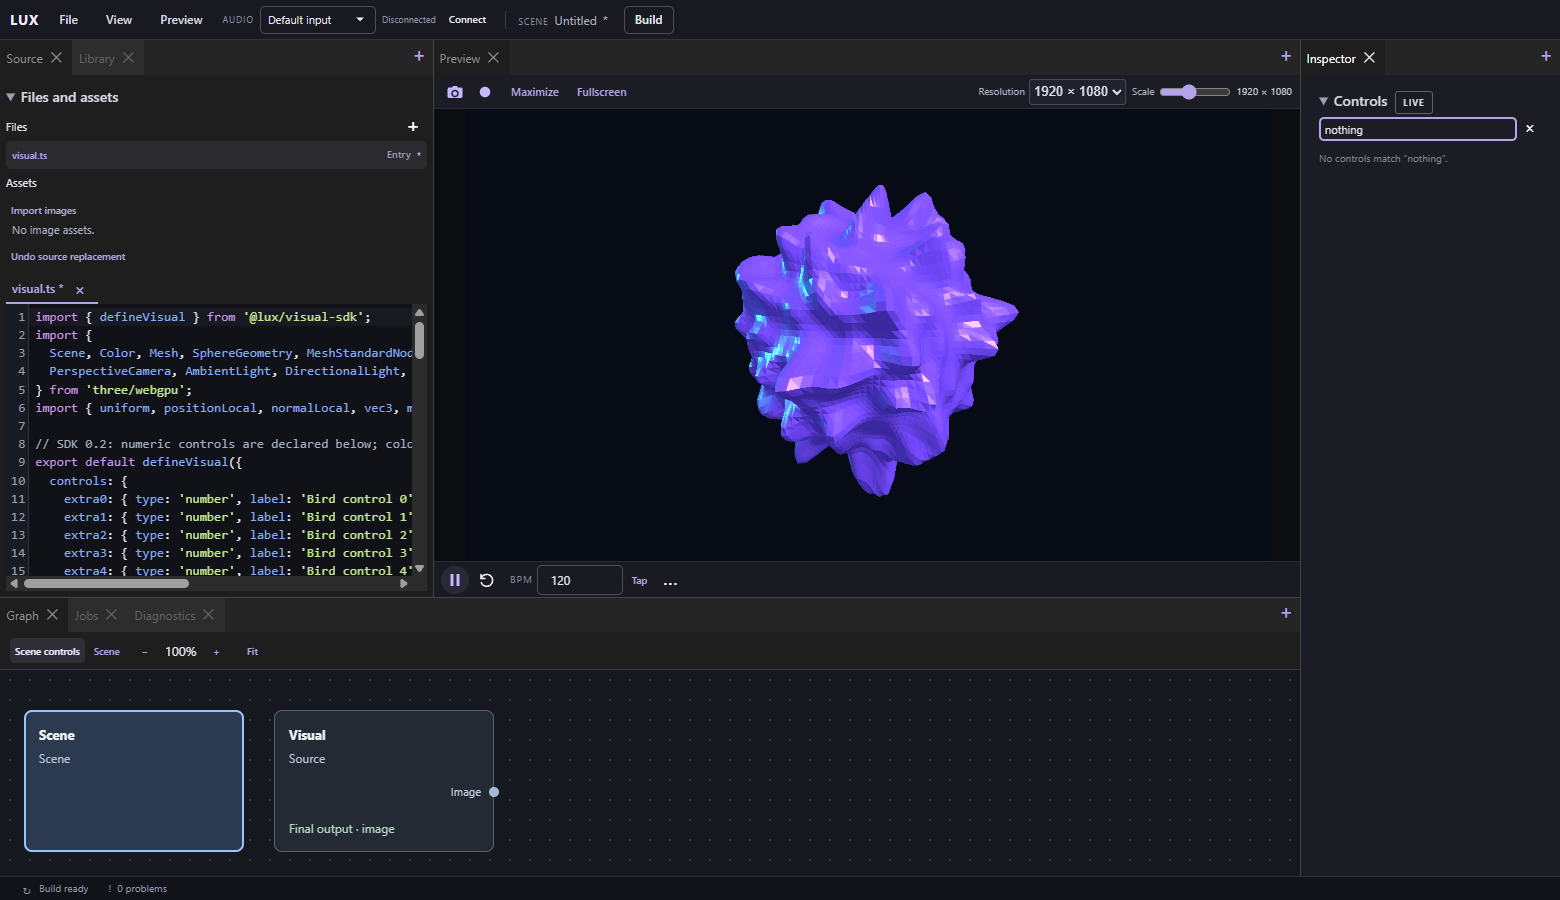 LUX File View Preview AUDIO Default input Disconnected Connect SCENE Untitled * Build
Source Library
Files and assets
Files
visual.ts Entry *
Assets
Import images
No image assets.
Undo source replacement
visual.ts *
1 import { defineVisual } from '@lux/visual-sdk';
2 import {
3 Scene, Color, Mesh, SphereGeometry, MeshStandardNod
4 PerspectiveCamera, AmbientLight, DirectionalLight,
5 } from 'three/webgpu';
6 import { uniform, positionLocal, normalLocal, vec3, m
7
8 // SDK 0.2: numeric controls are declared below; colo
9 export default defineVisual({
10 controls: {
11 extra0: { type: 'number', label: 'Bird control 0'
12 extra1: { type: 'number', label: 'Bird control 1'
13 extra2: { type: 'number', label: 'Bird control 2'
14 extra3: { type: 'number', label: 'Bird control 3'
15 extra4: { type: 'number', label: 'Bird control 4'
Preview
Maximize Fullscreen Resolution 1920 × 1080 Scale 1920 × 1080
BPM 120 Tap ...
Inspector
Controls LIVE
nothing
No controls match "nothing".
Graph Jobs Diagnostics
Scene controls Scene − 100% + Fit
Scene
Scene
Visual
Source
Image
Final output · image
Build ready ! 0 problems